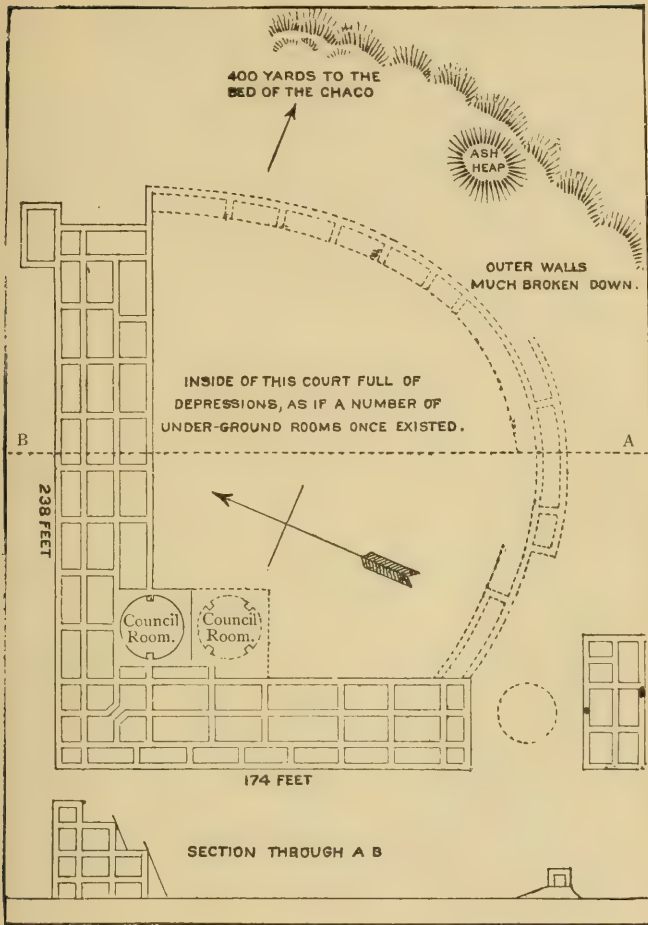 400 YARDS TO THE
BED OF THE CHACO
ASH
HEAP
OUTER WALLS
MUCH BROKEN DOWN.
INSIDE OF THIS COURT FULL OF
DEPRESSIONS, AS IF A NUMBER OF
UNDER-GROUND ROOMS ONCE EXISTED.
B
A
238 FEET
Council
Room.
Council
Room.
174 FEET
SECTION THROUGH A B